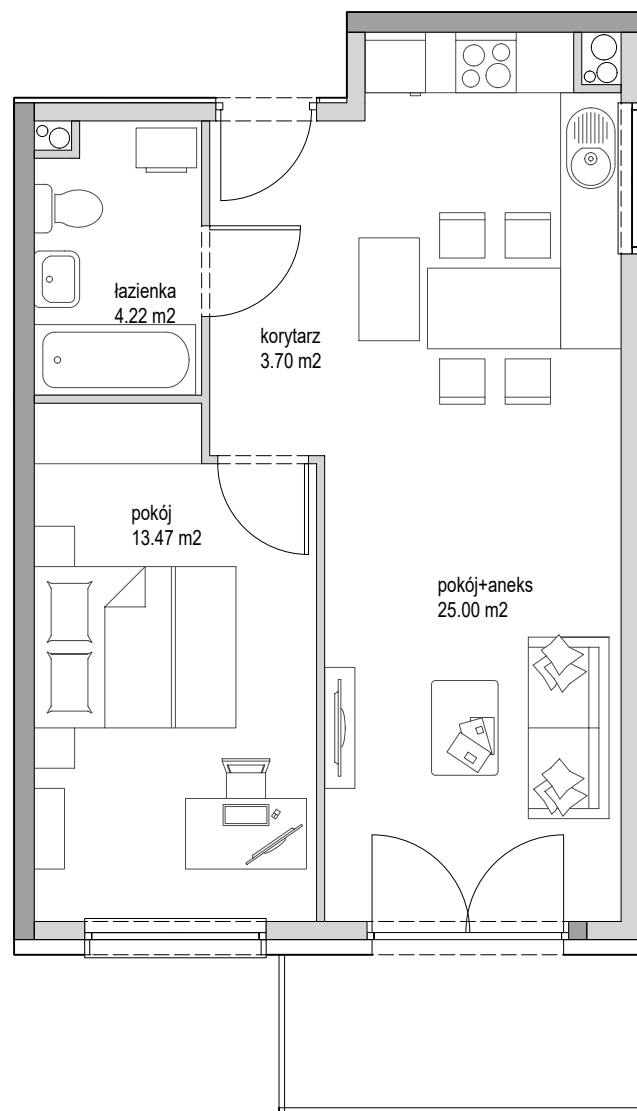 łazienka
4.22 m2
korytarz
3.70 m2
pokój
13.47 m2
pokój+aneks
25.00 m2